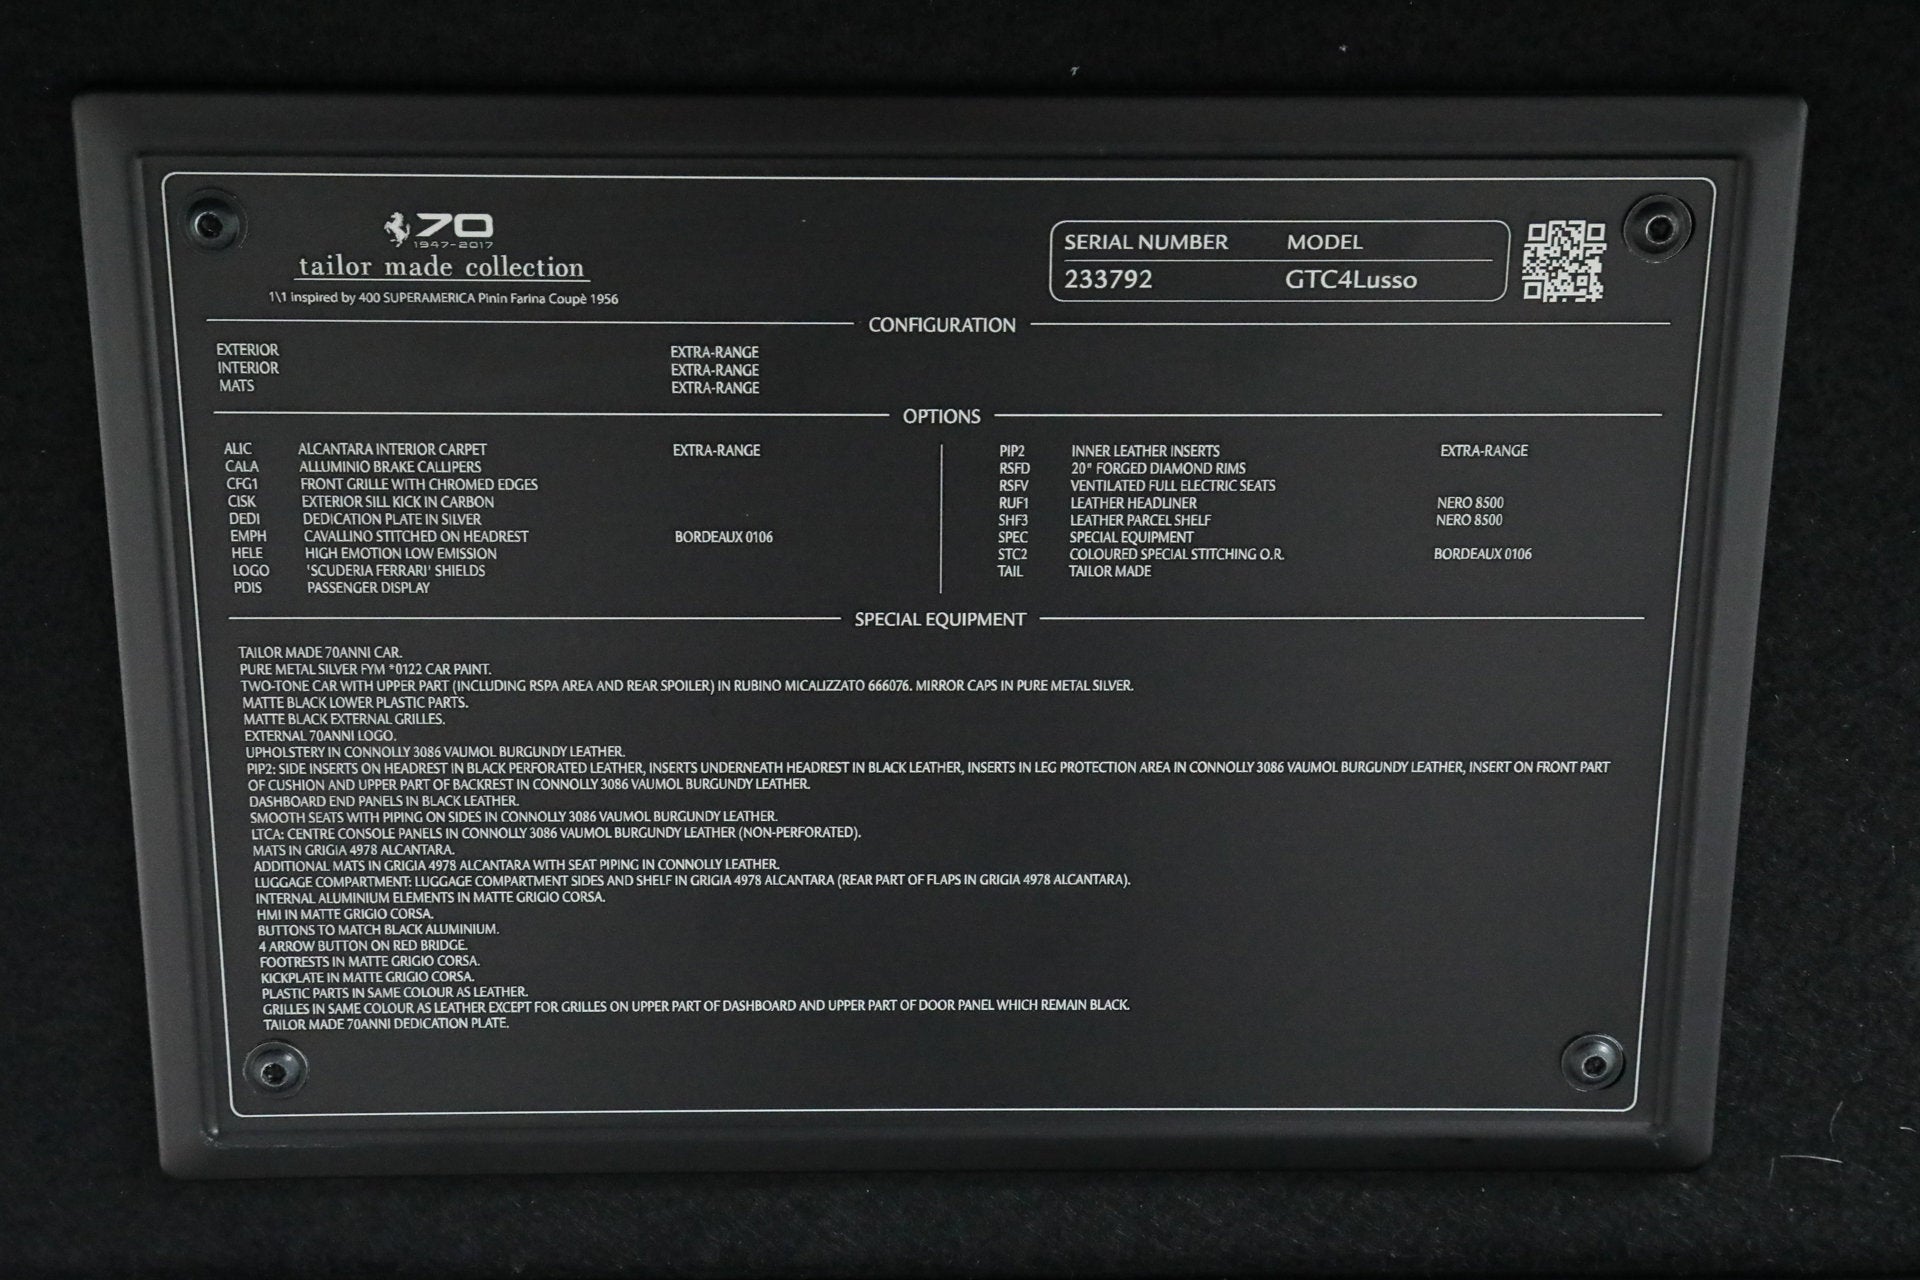 70
1947-2017
tailor made collection
1\1 inspired by 400 SUPERAMERICA Pinin Farina Coupè 1956
SERIAL NUMBER MODEL
233792 GTC4Lusso
CONFIGURATION
EXTERIOR EXTRA-RANGE
INTERIOR EXTRA-RANGE
MATS EXTRA-RANGE
OPTIONS
ALIC ALCANTARA INTERIOR CARPET EXTRA-RANGE
CALA ALLUMINIO BRAKE CALLIPERS
CFG1 FRONT GRILLE WITH CHROMED EDGES
CISK EXTERIOR SILL KICK IN CARBON
DEDI DEDICATION PLATE IN SILVER
EMPH CAVALLINO STITCHED ON HEADREST BORDEAUX 0106
HELE HIGH EMOTION LOW EMISSION
LOGO 'SCUDERIA FERRARI' SHIELDS
PDIS PASSENGER DISPLAY
PIP2 INNER LEATHER INSERTS EXTRA-RANGE
RSFD 20" FORGED DIAMOND RIMS
RSFV VENTILATED FULL ELECTRIC SEATS
RUF1 LEATHER HEADLINER NERO 8500
SHF3 LEATHER PARCEL SHELF NERO 8500
SPEC SPECIAL EQUIPMENT
STC2 COLOURED SPECIAL STITCHING O.R. BORDEAUX 0106
TAIL TAILOR MADE
SPECIAL EQUIPMENT
TAILOR MADE 70ANNI CAR.
PURE METAL SILVER FYM *0122 CAR PAINT.
TWO-TONE CAR WITH UPPER PART (INCLUDING RSPA AREA AND REAR SPOILER) IN RUBINO MICALIZZATO 666076. MIRROR CAPS IN PURE METAL SILVER.
MATTE BLACK LOWER PLASTIC PARTS.
MATTE BLACK EXTERNAL GRILLES.
EXTERNAL 70ANNI LOGO.
UPHOLSTERY IN CONNOLLY 3086 VAUMOL BURGUNDY LEATHER.
PIP2: SIDE INSERTS ON HEADREST IN BLACK PERFORATED LEATHER, INSERTS UNDERNEATH HEADREST IN BLACK LEATHER, INSERTS IN LEG PROTECTION AREA IN CONNOLLY 3086 VAUMOL BURGUNDY LEATHER, INSERT ON FRONT PART
OF CUSHION AND UPPER PART OF BACKREST IN CONNOLLY 3086 VAUMOL BURGUNDY LEATHER.
DASHBOARD END PANELS IN BLACK LEATHER.
SMOOTH SEATS WITH PIPING ON SIDES IN CONNOLLY 3086 VAUMOL BURGUNDY LEATHER.
LTCA: CENTRE CONSOLE PANELS IN CONNOLLY 3086 VAUMOL BURGUNDY LEATHER (NON-PERFORATED).
MATS IN GRIGIA 4978 ALCANTARA.
ADDITIONAL MATS IN GRIGIA 4978 ALCANTARA WITH SEAT PIPING IN CONNOLLY LEATHER.
LUGGAGE COMPARTMENT: LUGGAGE COMPARTMENT SIDES AND SHELF IN GRIGIA 4978 ALCANTARA (REAR PART OF FLAPS IN GRIGIA 4978 ALCANTARA).
INTERNAL ALUMINIUM ELEMENTS IN MATTE GRIGIO CORSA.
HMI IN MATTE GRIGIO CORSA.
BUTTONS TO MATCH BLACK ALUMINIUM.
4 ARROW BUTTON ON RED BRIDGE.
FOOTRESTS IN MATTE GRIGIO CORSA.
KICKPLATE IN MATTE GRIGIO CORSA.
PLASTIC PARTS IN SAME COLOUR AS LEATHER.
GRILLES IN SAME COLOUR AS LEATHER EXCEPT FOR GRILLES ON UPPER PART OF DASHBOARD AND UPPER PART OF DOOR PANEL WHICH REMAIN BLACK.
TAILOR MADE 70ANNI DEDICATION PLATE.